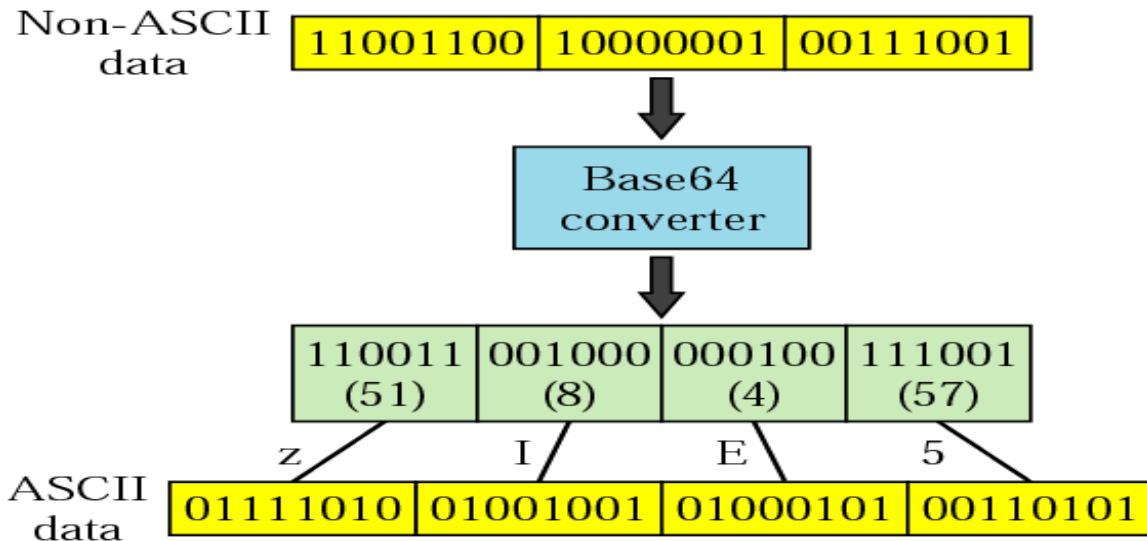 Non-ASCII
data
11001100 10000001 00111001
Base64
converter
110011 001000 000100 111001
(51) (8) (4) (57)
z I E 5
ASCII
data
01111010 01001001 01000101 00110101